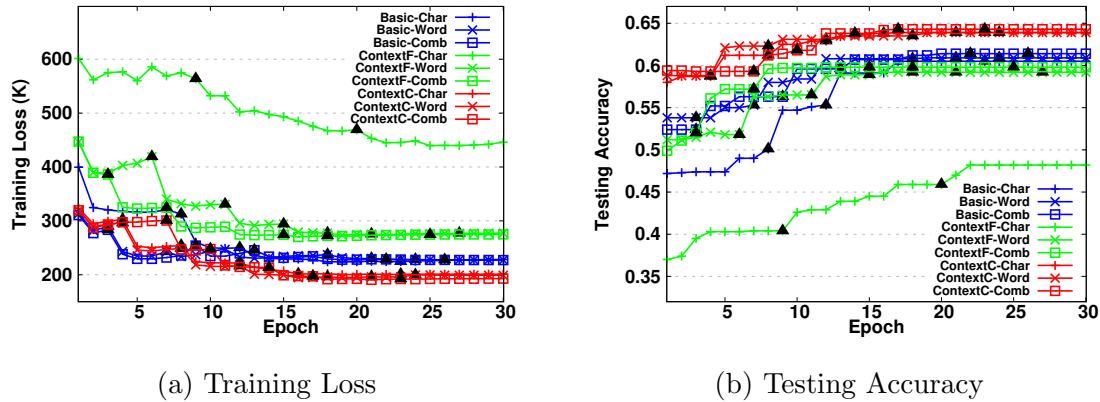 Training Loss (K)
600
500
400
300
200
1
5
10
15
20
25
30
Epoch
Basic-Char
Basic-Word
Basic-Comb
ContextF-Char
ContextF-Word
ContextF-Comb
ContextC-Char
ContextC-Word
ContextC-Comb
(a) Training Loss
Testing Accuracy
0.65
0.6
0.55
0.5
0.45
0.4
0.35
1
5
10
15
20
25
30
Epoch
Basic-Char
Basic-Word
Basic-Comb
ContextF-Char
ContextF-Word
ContextF-Comb
ContextC-Char
ContextC-Word
ContextC-Comb
(b) Testing Accuracy